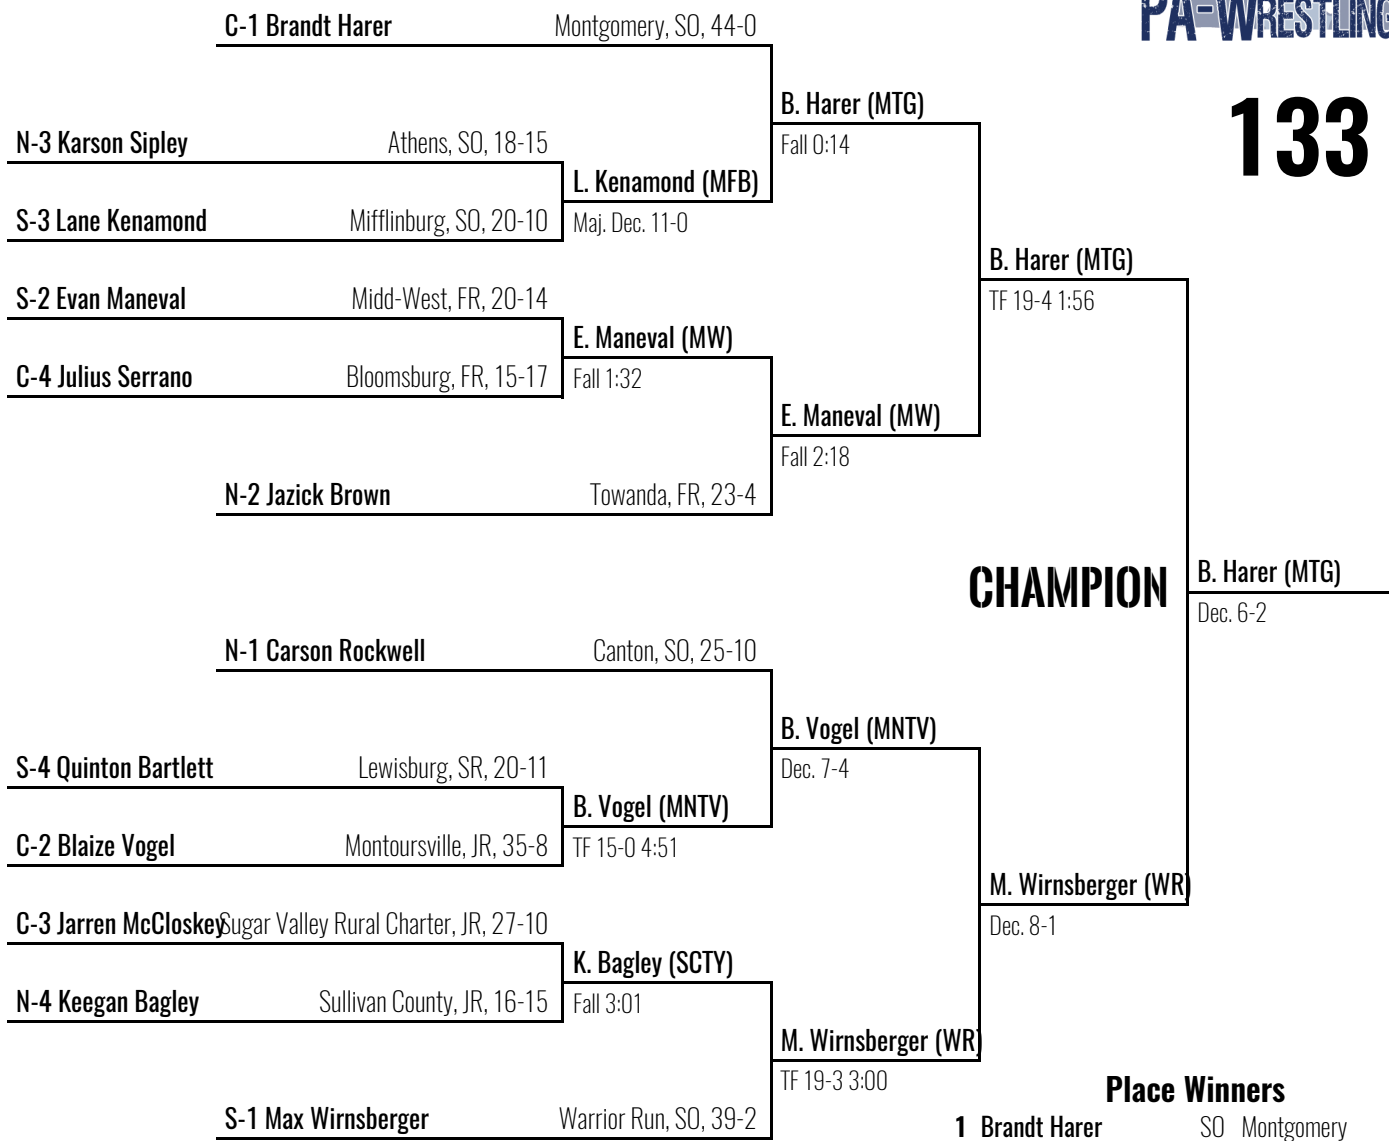 PA-WRESTLING
C-1 Brandt Harer Montgomery, SO, 44-0
B. Harer (MTG)
133
N-3 Karson Sipley Athens, SO, 18-15
Fall 0:14
L. Kenamond (MFB)
S-3 Lane Kenamond Mifflinburg, SO, 20-10
Maj. Dec. 11-0
B. Harer (MTG)
S-2 Evan Maneval Midd-West, FR, 20-14
TF 19-4 1:56
E. Maneval (MW)
C-4 Julius Serrano Bloomsburg, FR, 15-17
Fall 1:32
E. Maneval (MW)
Fall 2:18
N-2 Jazick Brown Towanda, FR, 23-4
CHAMPION
B. Harer (MTG)
Dec. 6-2
N-1 Carson Rockwell Canton, SO, 25-10
B. Vogel (MNTV)
S-4 Quinton Bartlett Lewisburg, SR, 20-11
Dec. 7-4
B. Vogel (MNTV)
C-2 Blaize Vogel Montoursville, JR, 35-8
TF 15-0 4:51
M. Wirnsberger (WR)
C-3 Jarren McCloskey Sugar Valley Rural Charter, JR, 27-10
Dec. 8-1
K. Bagley (SCTY)
N-4 Keegan Bagley Sullivan County, JR, 16-15
Fall 3:01
M. Wirnsberger (WR)
TF 19-3 3:00
S-1 Max Wirnsberger Warrior Run, SO, 39-2
Place Winners
1 Brandt Harer SO Montgomery